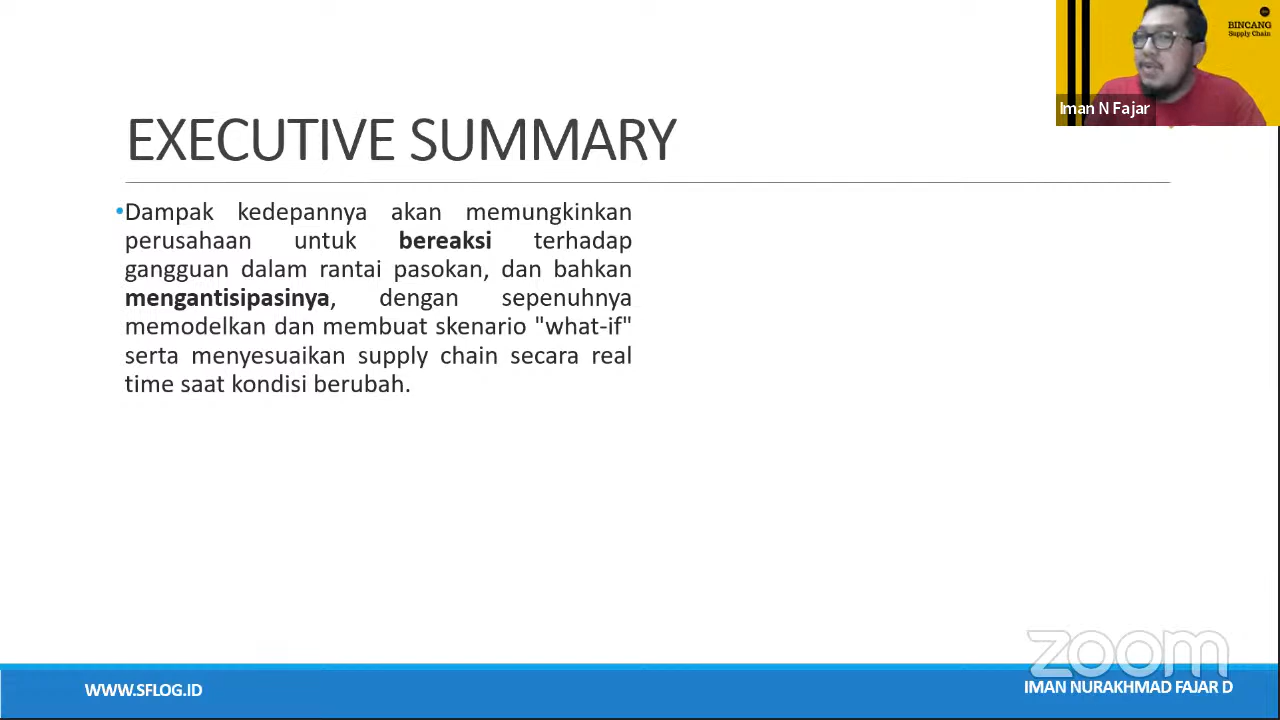 BINCANG
Supply Chain
Iman N Fajar
EXECUTIVE SUMMARY
•Dampak kedepannya akan memungkinkan
perusahaan untuk bereaksi terhadap
gangguan dalam rantai pasokan, dan bahkan
mengantisipasinya, dengan sepenuhnya
memodelkan dan membuat skenario "what-if"
serta menyesuaikan supply chain secara real
time saat kondisi berubah.
zoom
WWW.SFLOG.ID
IMAN NURAKHMAD FAJAR D